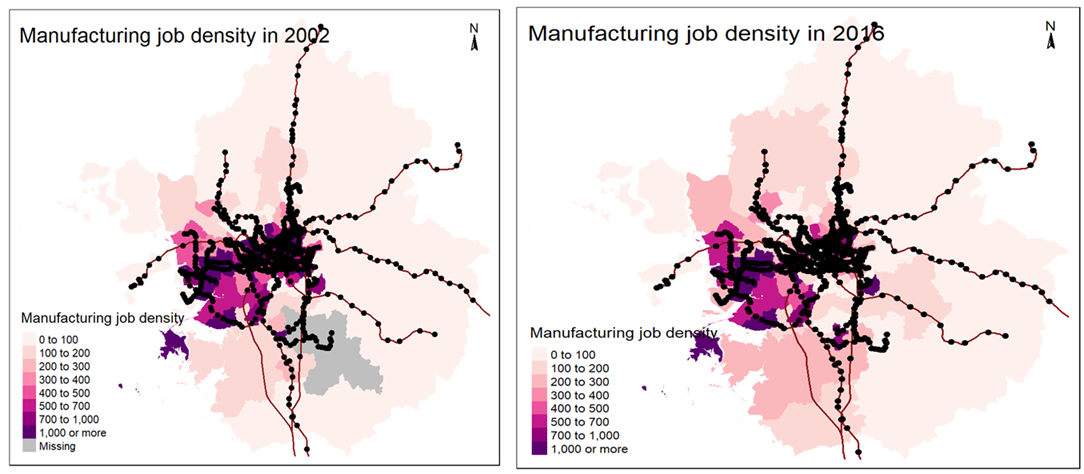 Manufacturing job density in 2002
N
Manufacturing job density
0 to 100
100 to 200
200 to 300
300 to 400
400 to 500
500 to 700
700 to 1,000
1,000 or more
Missing
Manufacturing job density in 2016
N
Manufacturing job density
0 to 100
100 to 200
200 to 300
300 to 400
400 to 500
500 to 700
700 to 1,000
1,000 or more